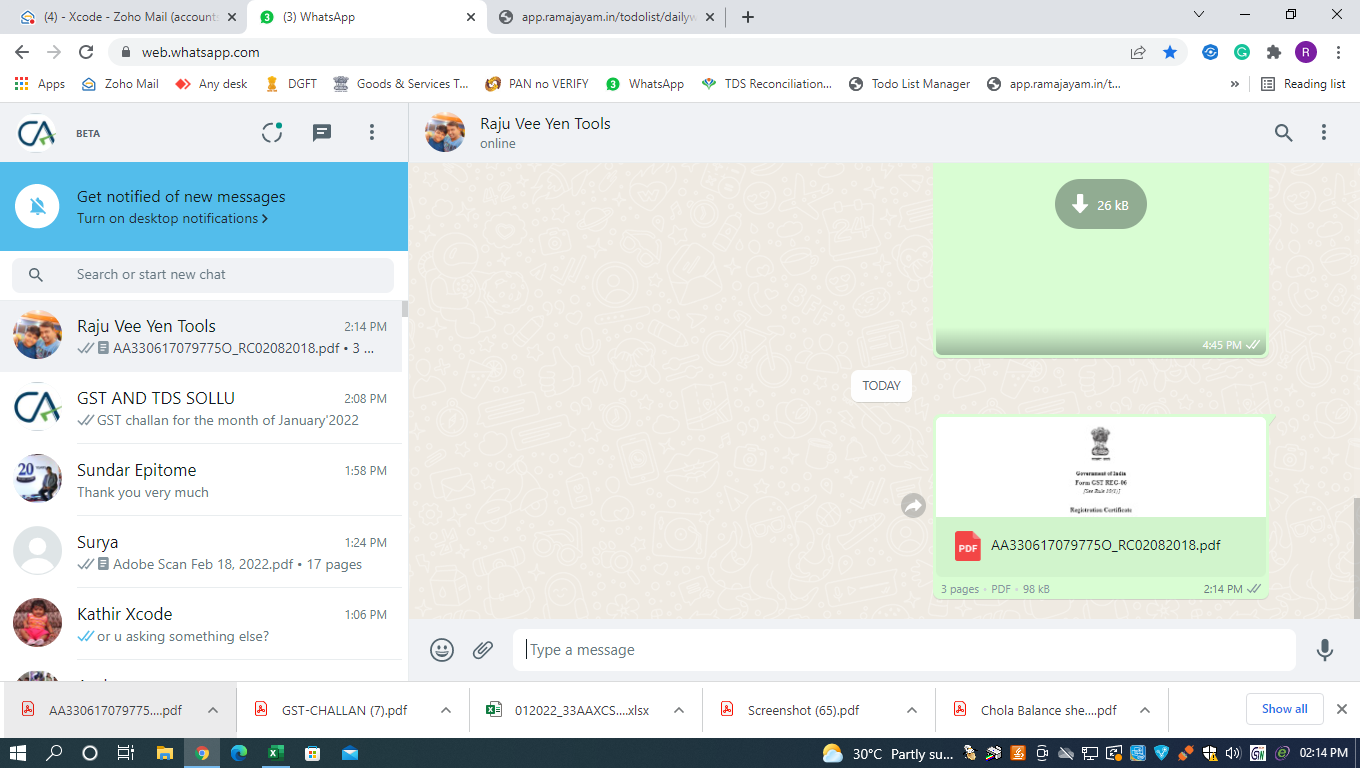 (4) - Xcode - Zoho Mail (account
(3) WhatsApp
app.ramajayam.in/todolist/dailyw
web.whatsapp.com
R
Apps
Zoho Mail
Any desk
DGFT
Goods & Services T...
PAN no VERIFY
3
WhatsApp
TDS Reconciliation...
Todo List Manager
app.ramajayam.in/t...
»
Reading list
CA
BETA
Raju Vee Yen Tools
online
Get notified of new messages
Turn on desktop notifications >
Search or start new chat
Raju Vee Yen Tools
2:14 PM
AA330617079775O_RC02082018.pdf • 3 ...
CA
GST AND TDS SOLLU
2:08 PM
GST challan for the month of January'2022
20
Sundar Epitome
1:58 PM
Thank you very much
Surya
1:24 PM
Adobe Scan Feb 18, 2022.pdf • 17 pages
Kathir Xcode
1:06 PM
or u asking something else?
26 kB
4:45 PM
TODAY
Government of India
Form GST REG-06
[See Rule 10(1)]
Registration Certificate
PDF
AA330617079775O_RC02082018.pdf
3 pages • PDF • 98 kB
2:14 PM
Type a message
AA330617079775....pdf
GST-CHALLAN (7).pdf
012022_33AAXCS....xlsx
Screenshot (65).pdf
Chola Balance she....pdf
Show all
30°C Partly su...
02:14 PM